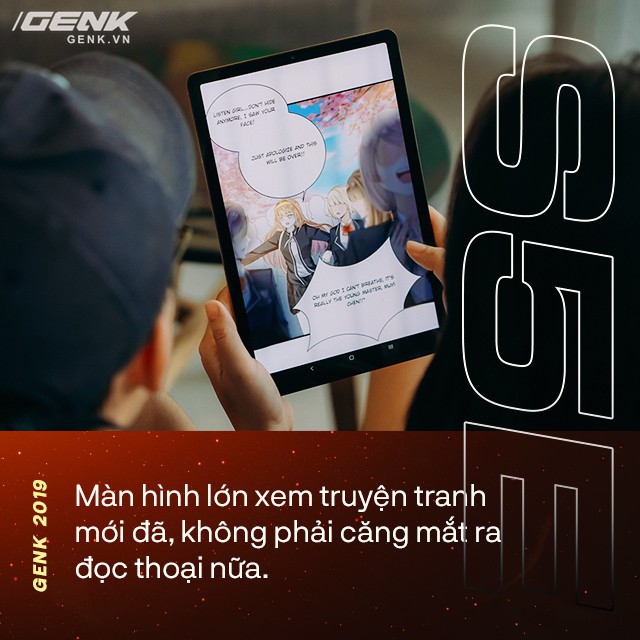 GENK
GENK.VN
LISTEN GIRL...DON'T HIDE
ANYMORE, I SAW YOUR
FACE!
JUST APOLOGIZE AND THIS
WILL BE OVER!!
OH MY GOD I CAN'T BREATHE, IT'S
REALLY THE YOUNG MASTER, MUYI
CHEN!!!
S5E
GENK 2019
Màn hình lớn xem truyện tranh
mới đã, không phải căng mắt ra
đọc thoại nữa.